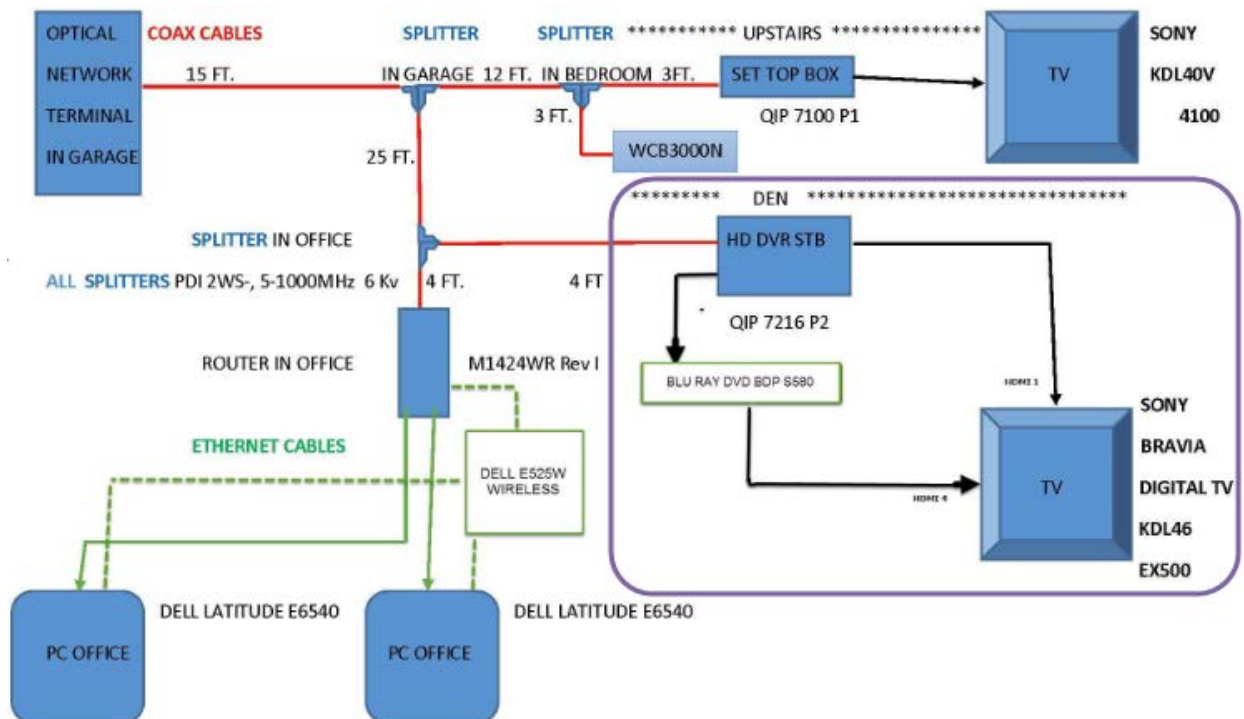 OPTICAL
NETWORK
TERMINAL
IN GARAGE
COAX CABLES
15 FT.
SPLITTER
IN GARAGE
12 FT.
SPLITTER
IN BEDROOM
3FT.
*********** UPSTAIRS ***************
SET TOP BOX
QIP 7100 P1
TV
SONY
KDL40V
4100
3 FT.
WCB3000N
25 FT.
********* DEN ******************************
SPLITTER IN OFFICE
HD DVR STB
ALL SPLITTERS PDI 2WS-, 5-1000MHz 6 Kv
4 FT.
4 FT
QIP 7216 P2
ROUTER IN OFFICE
M1424WR Rev I
BLU RAY DVD BDP S580
HDMI 1
ETHERNET CABLES
DELL E525W
WIRELESS
HDMI 4
TV
SONY
BRAVIA
DIGITAL TV
KDL46
EX500
PC OFFICE
DELL LATITUDE E6540
PC OFFICE
DELL LATITUDE E6540